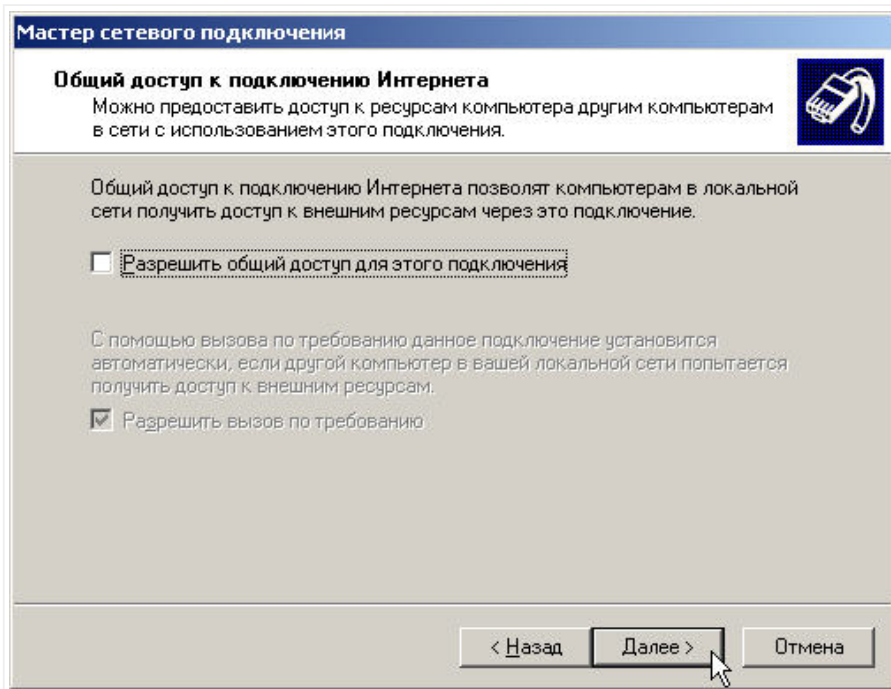 Мастер сетевого подключения
Общий доступ к подключению Интернета
Можно предоставить доступ к ресурсам компьютера другим компьютерам
в сети с использованием этого подключения.
Общий доступ к подключению Интернета позволят компьютерам в локальной
сети получить доступ к внешним ресурсам через это подключение.
Разрешить общий доступ для этого подключения
С помощью вызова по требованию данное подключение установится
автоматически, если другой компьютер в вашей локальной сети попытается
получить доступ к внешним ресурсам.
Разрешить вызов по требованию
< Назад Далее > Отмена